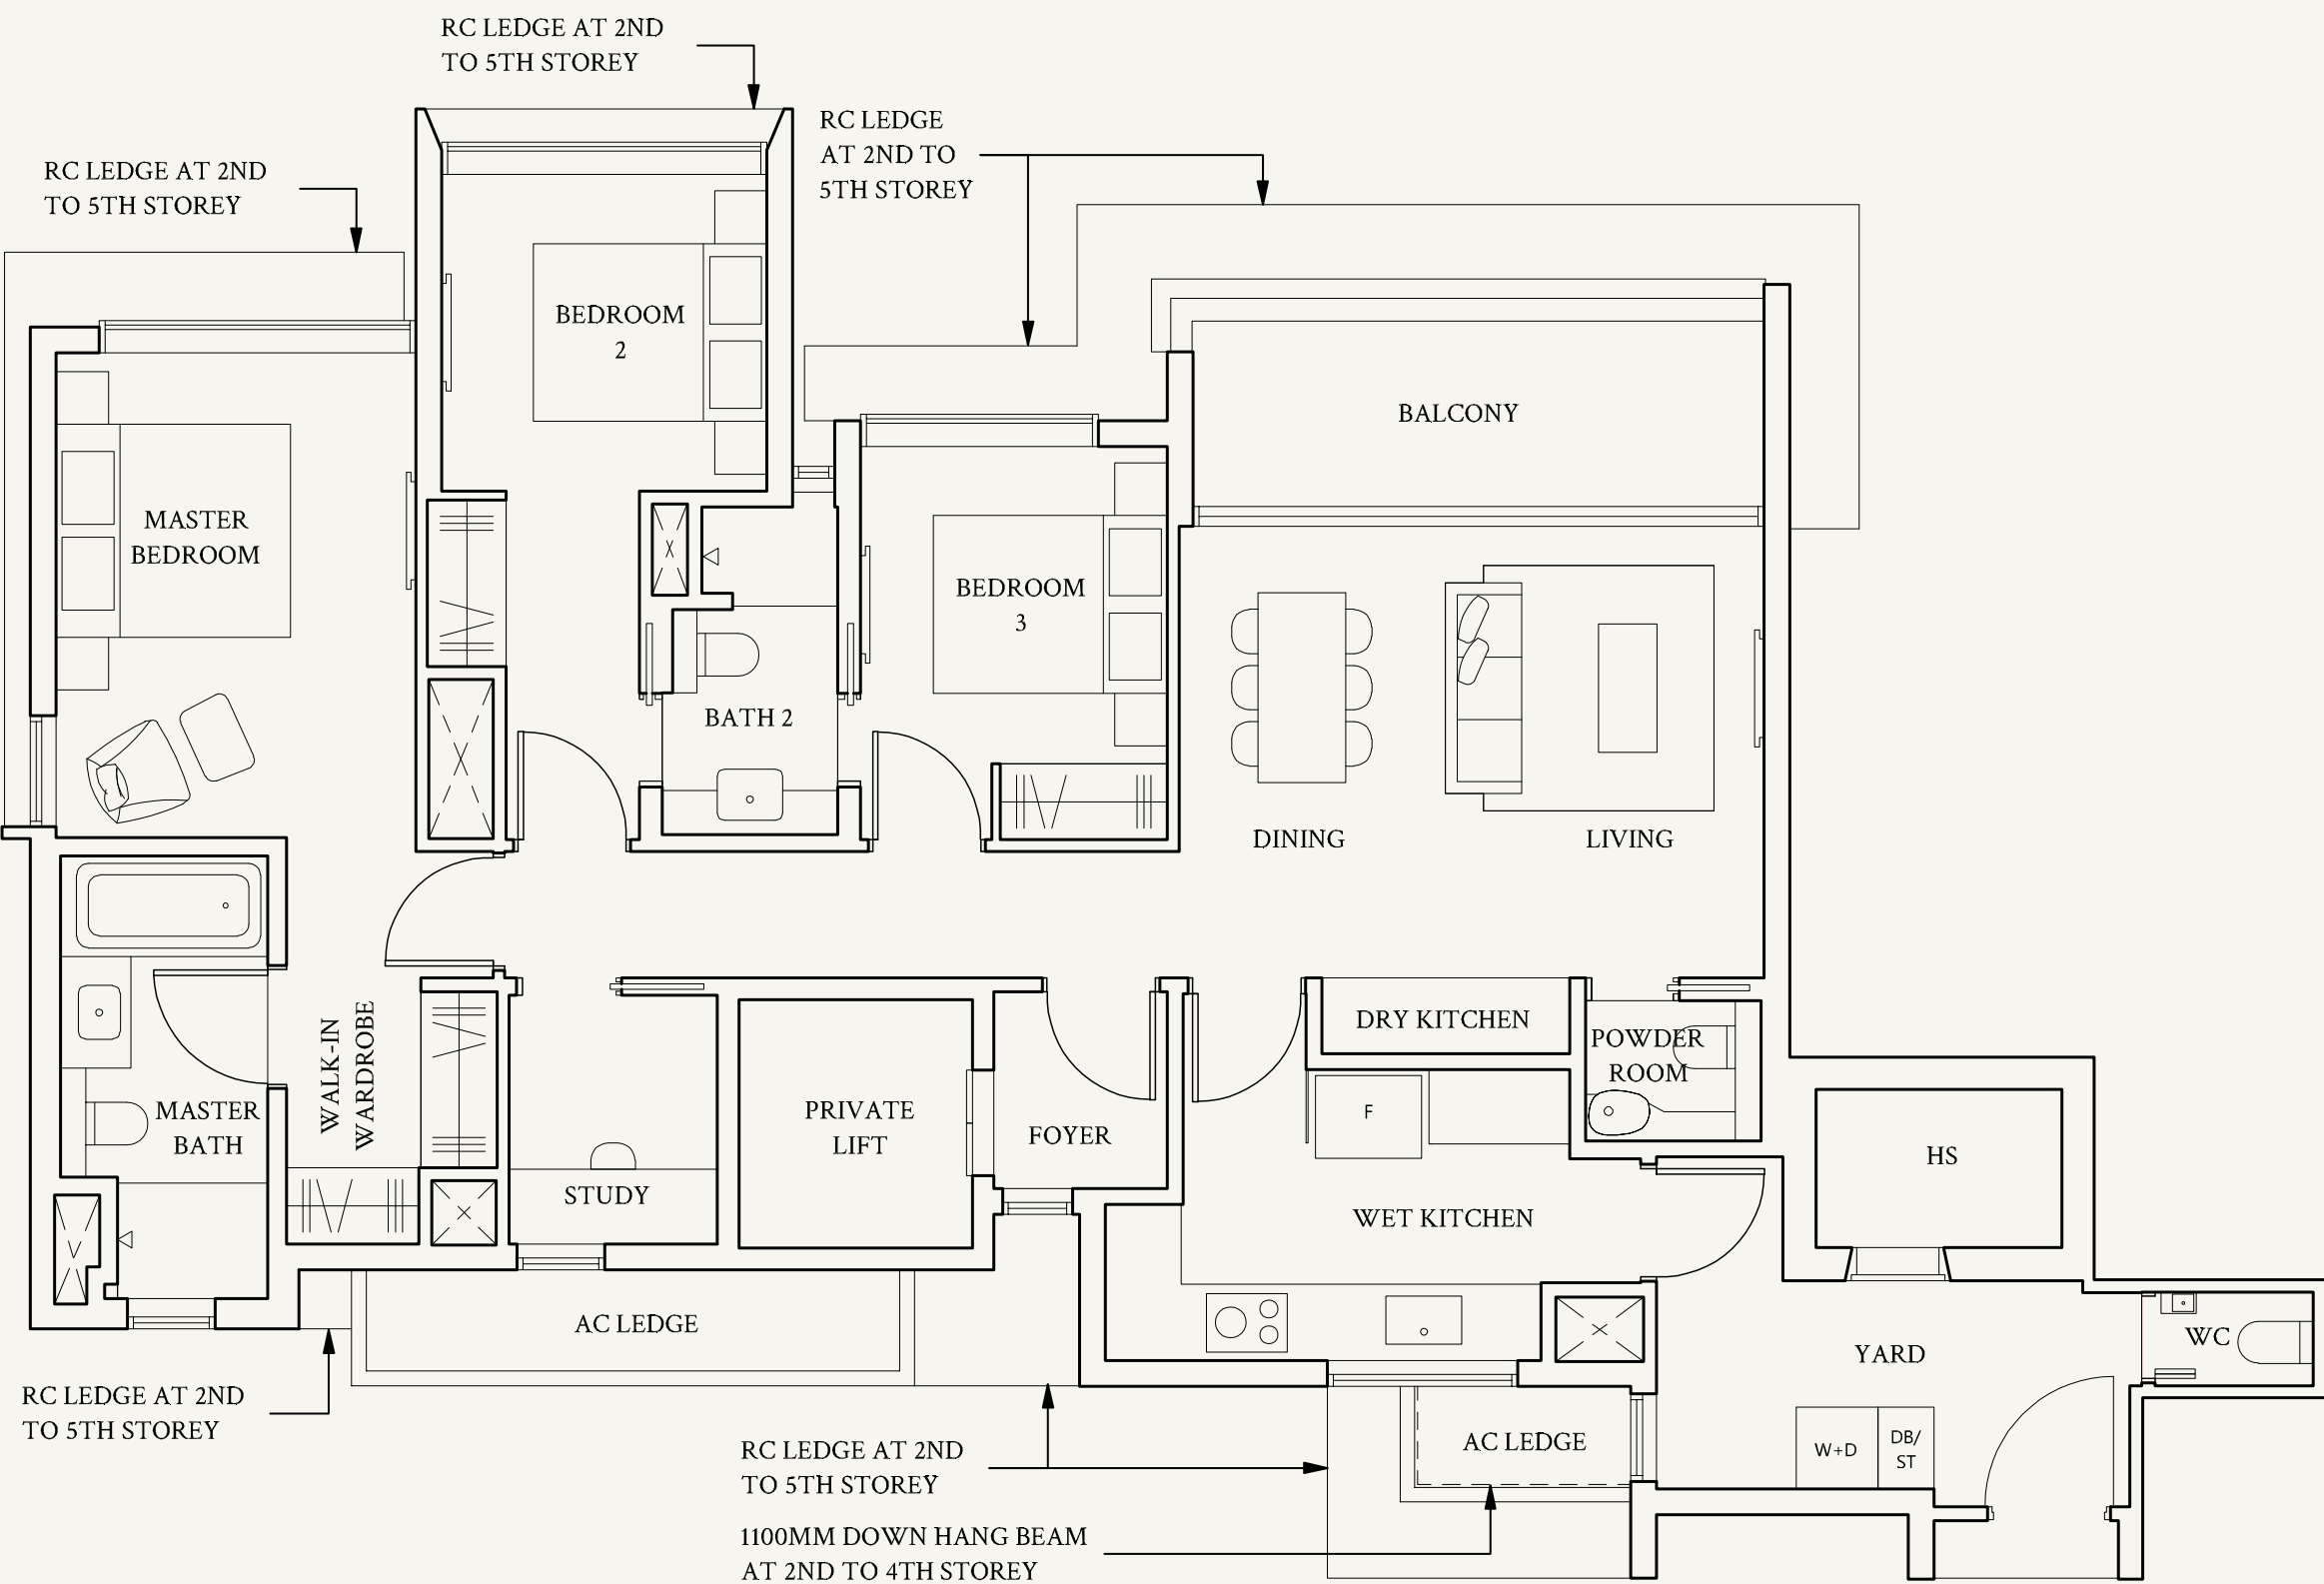 RC LEDGE AT 2ND
TO 5TH STOREY
RC LEDGE
AT 2ND TO
5TH STOREY
RC LEDGE AT 2ND
TO 5TH STOREY
BEDROOM
2
BALCONY
MASTER
BEDROOM
BEDROOM
3
BATH 2
DINING
LIVING
WALK-IN
WARDROBE
MASTER
BATH
STUDY
PRIVATE
LIFT
FOYER
DRY KITCHEN
F
POWDER
ROOM
WET KITCHEN
HS
AC LEDGE
YARD
WC
RC LEDGE AT 2ND
TO 5TH STOREY
RC LEDGE AT 2ND
TO 5TH STOREY
AC LEDGE
W+D
DB/
ST
1100MM DOWN HANG BEAM
AT 2ND TO 4TH STOREY